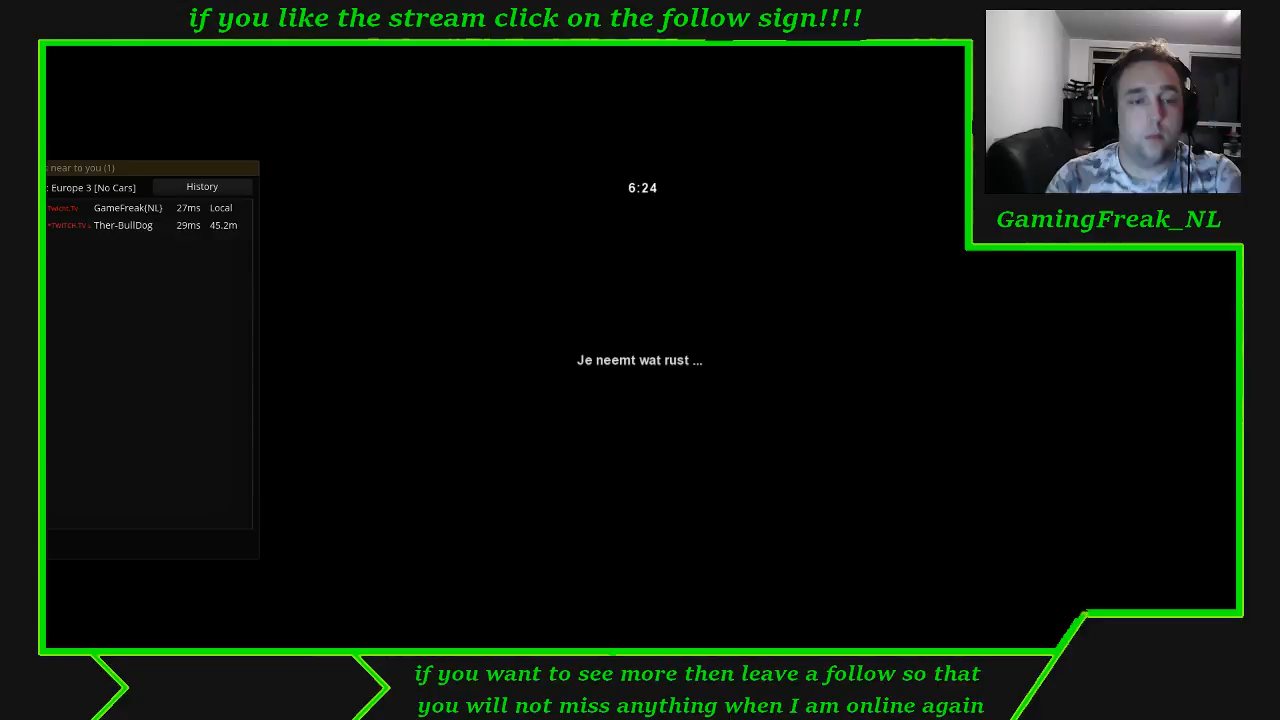 if you like the stream click on the follow sign!!!!
near to you (1)
: Europe 3 [No Cars]
History
GameFreak{NL} 27ms Local
*TWITCH.TV Ther-BullDog 29ms 45.2m
6:24
Je neemt wat rust ...
GamingFreak_NL
if you want to see more then leave a follow so that
you will not miss anything when I am online again